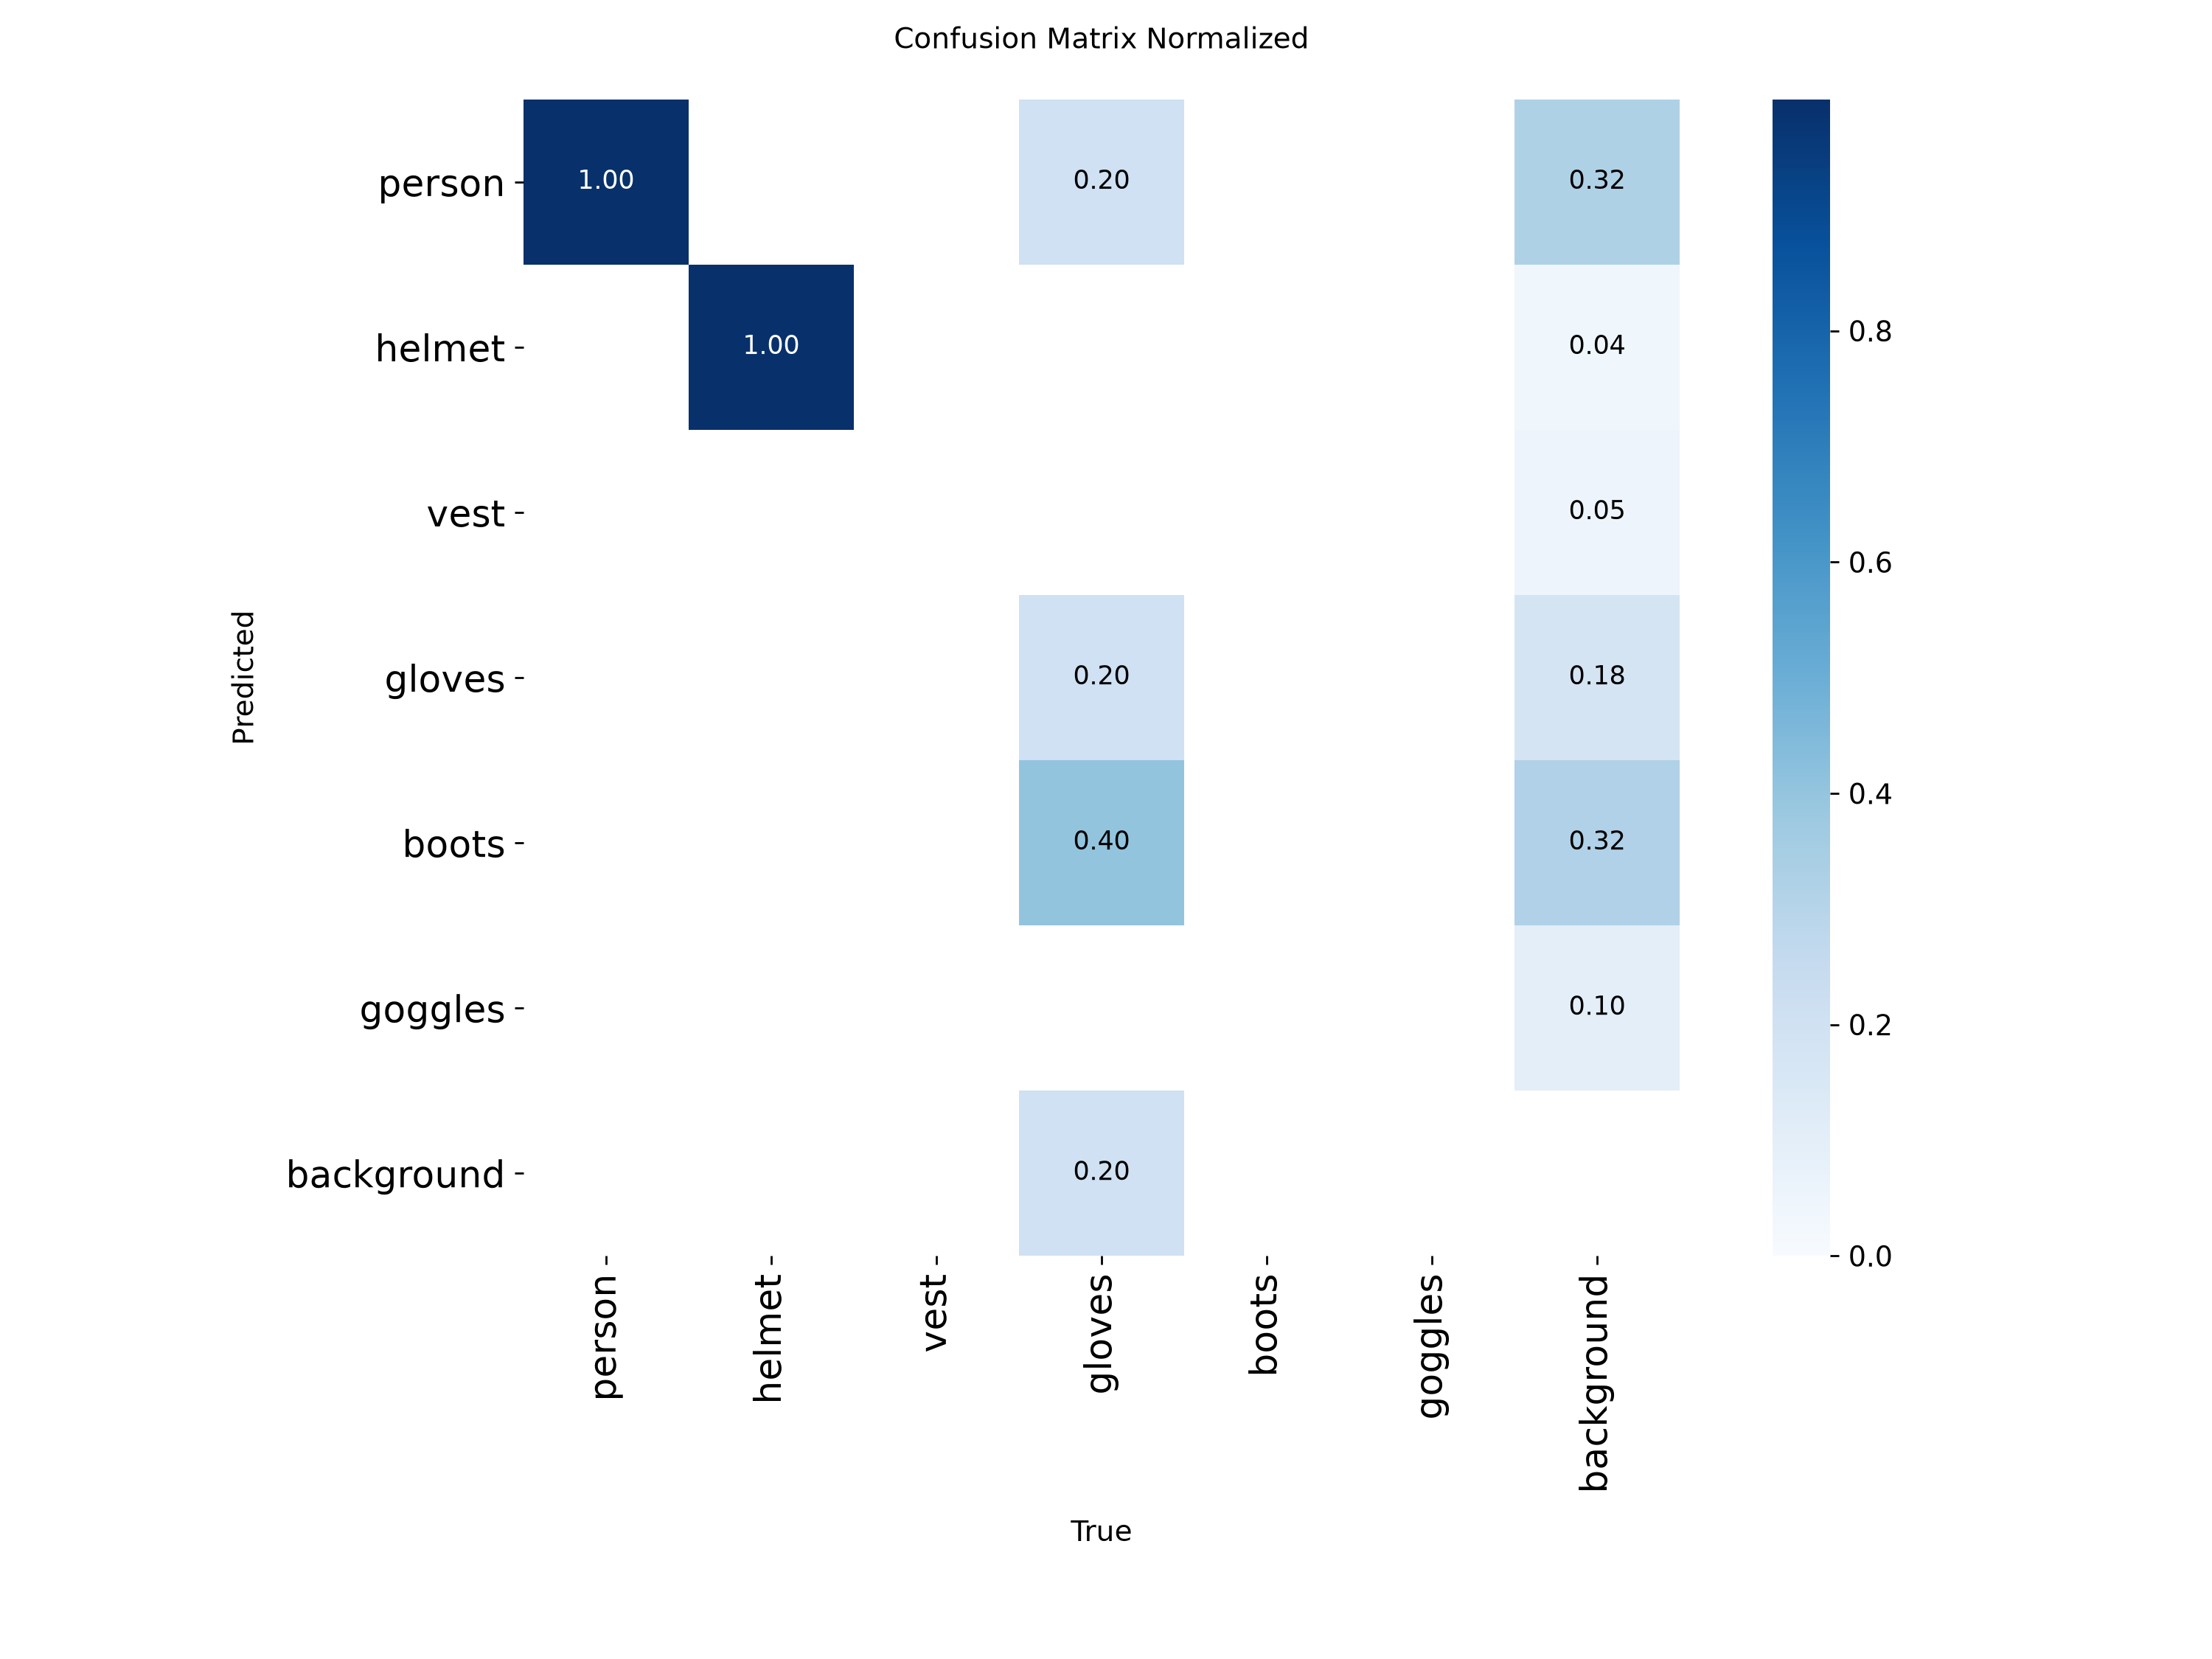 Confusion Matrix Normalized
person
1.00
0.20
0.32
helmet
1.00
0.04
vest
0.05
gloves
0.20
0.18
boots
0.40
0.32
goggles
0.10
background
0.20
Predicted
person
helmet
vest
gloves
boots
goggles
background
True
0.8
0.6
0.4
0.2
0.0